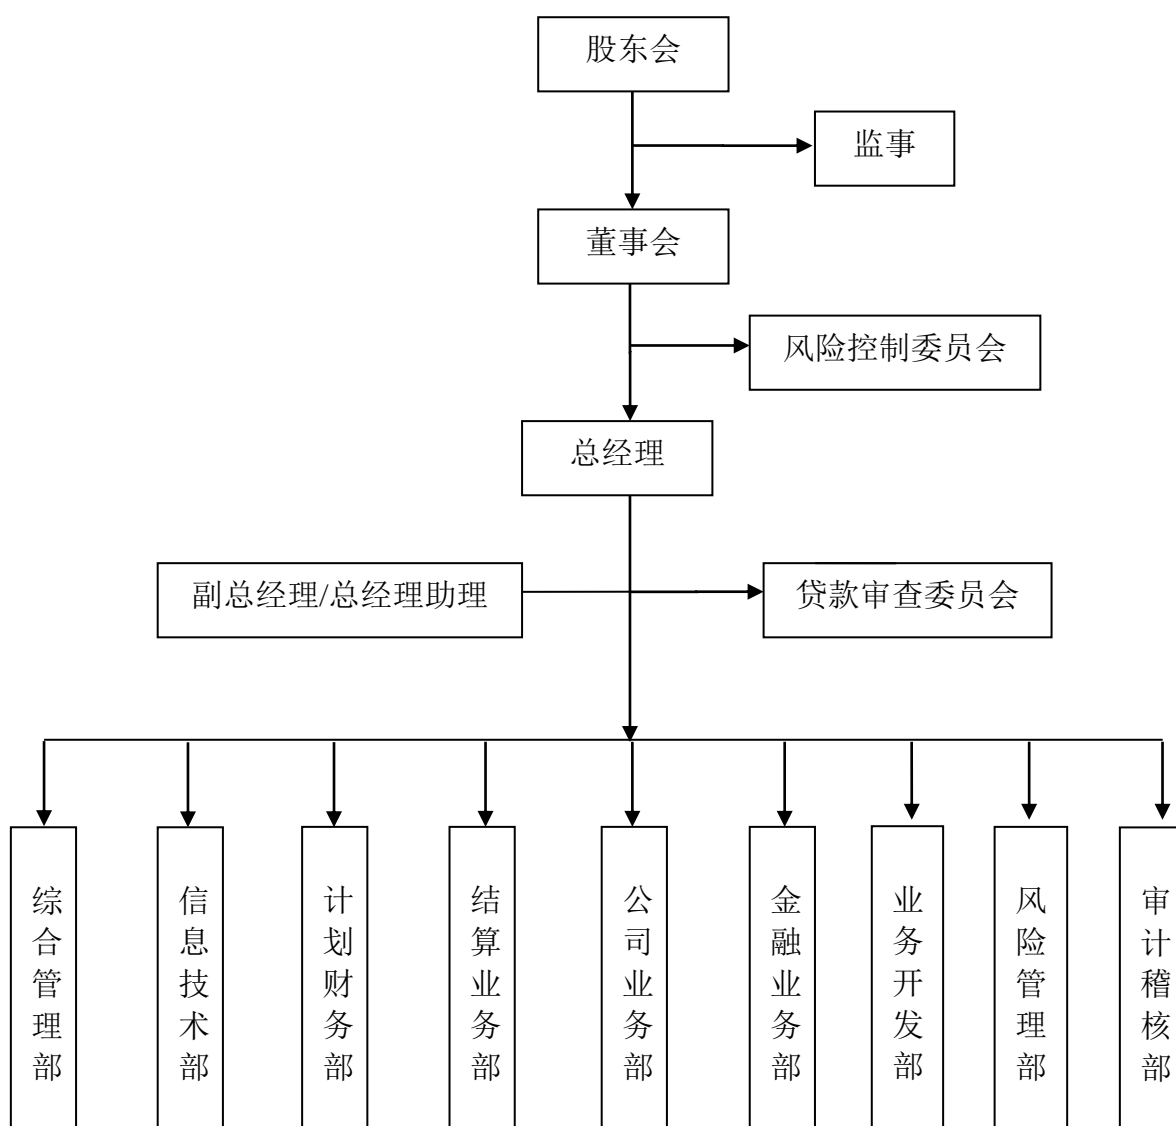 股东会
监事
董事会
风险控制委员会
总经理
副总经理/总经理助理
贷款审查委员会
综合管理部
信息技术部
计划财务部
结算业务部
公司业务部
金融业务部
业务开发部
风险管理部
审计稽核部